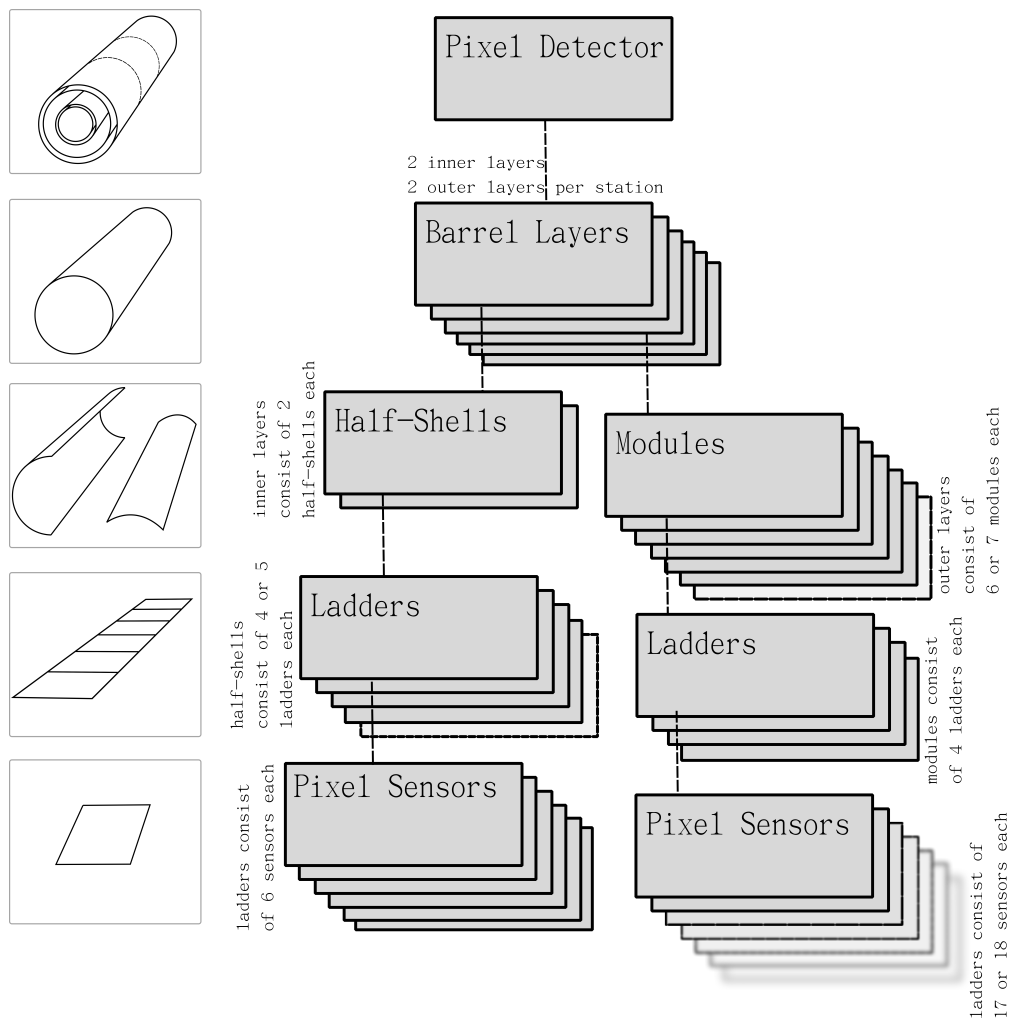 Pixel Detector
2 inner layers
2 outer layers per station
Barrel Layers
inner layers
consist of 2
half-shells each
Half-Shells
Modules
outer layers
consist of
6 or 7 modules each
half-shells
consist of 4 or 5
ladders each
Ladders
Ladders
modules consist
of 4 ladders each
ladders consist
of 6 sensors each
Pixel Sensors
Pixel Sensors
ladders consist of
17 or 18 sensors each